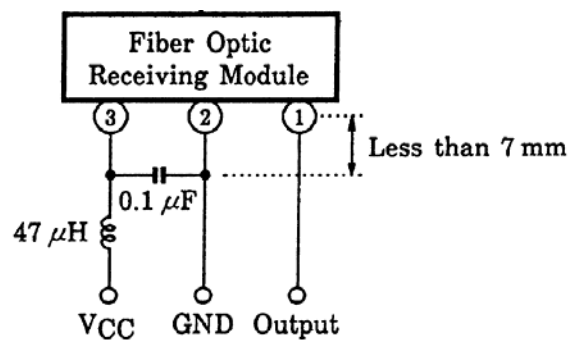 Fiber Optic
Receiving Module
3 2 1
Less than 7 mm
0.1 μF
47 μH
VCC GND Output